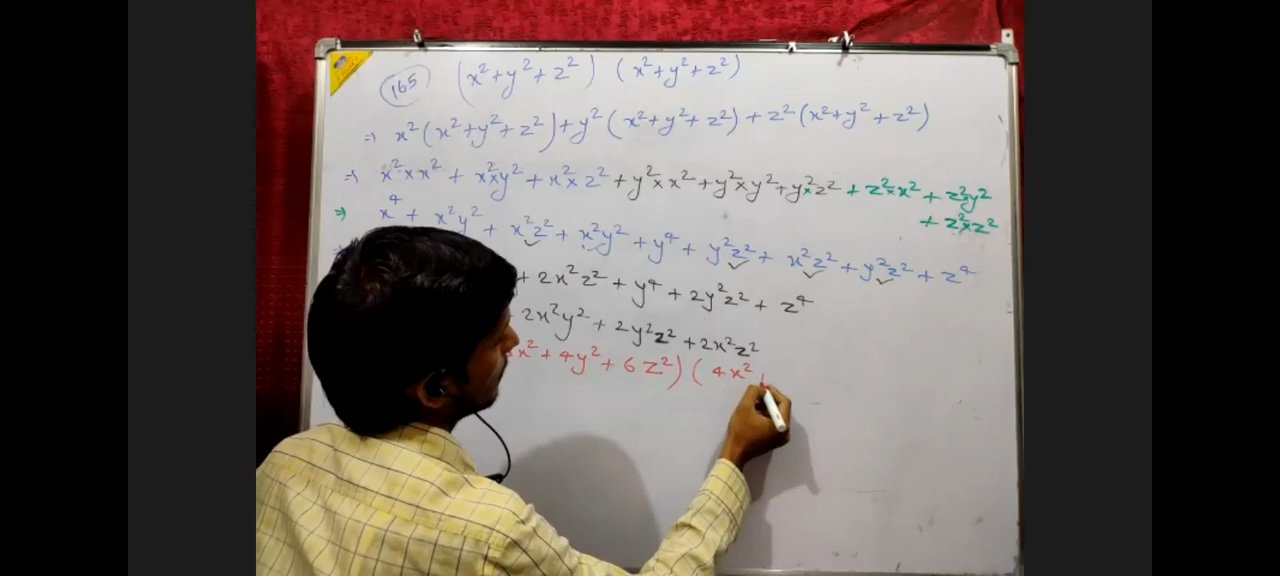 165 (x²+y²+z²) (x²+y²+z²)
⇒ x²(x²+y²+z²)+y²(x²+y²+z²)+z²(x²+y²+z²)
⇒ x²×x² + x²×y² + x²×z² + y²×x² + y²×y² + y²×z² + z²×x² + z²×y²
+ z²×z²
⇒ x⁴ + x²y² + x²z² + x²y² + y⁴ + y²z² + x²z² + y²z² + z⁴
+ 2x²z² + y⁴ + 2y²z² + z⁴
2x²y² + 2y²z² + 2x²z²
x² + 4y² + 6z²) (4x²